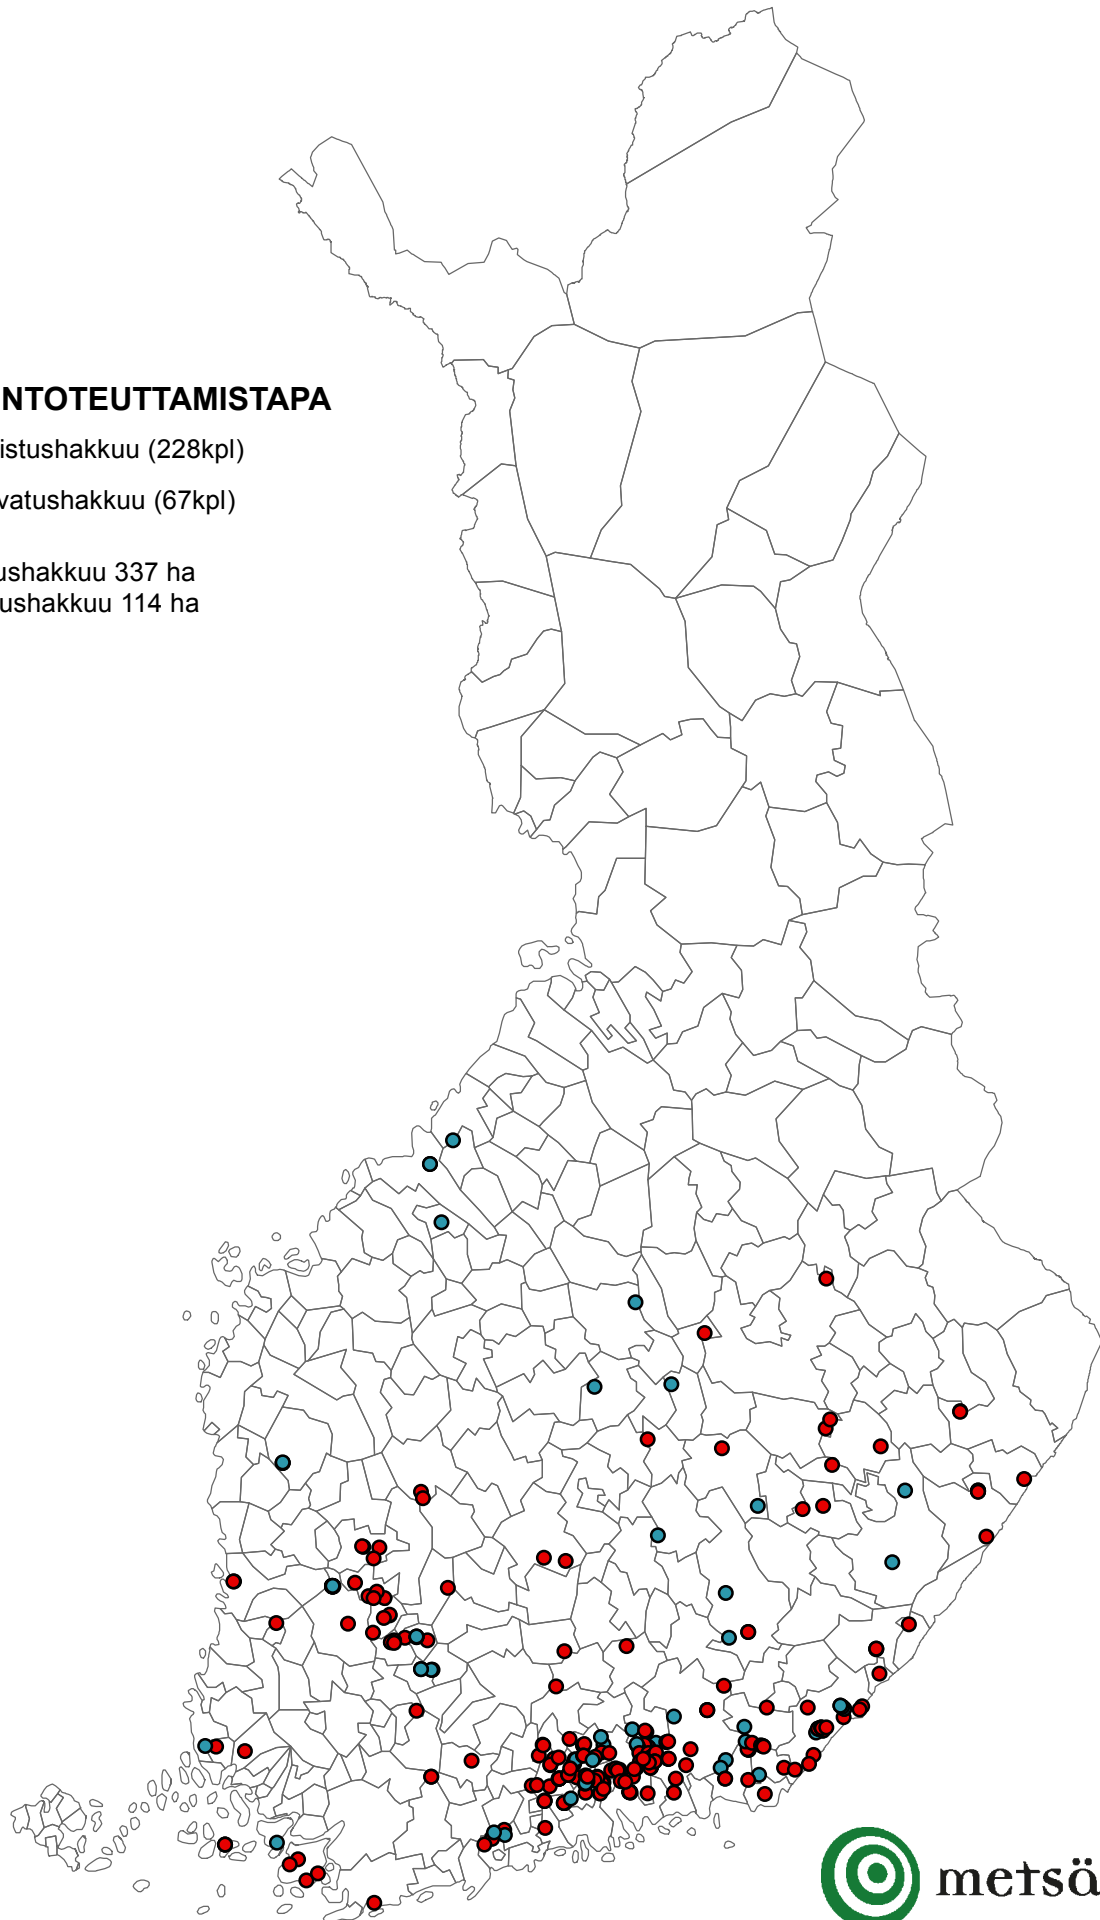 NTOTEUTTAMISTAPA
istushakkuu (228kpl)
vatushakkuu (67kpl)
ushakkuu 337 ha
ushakkuu 114 ha
metsä